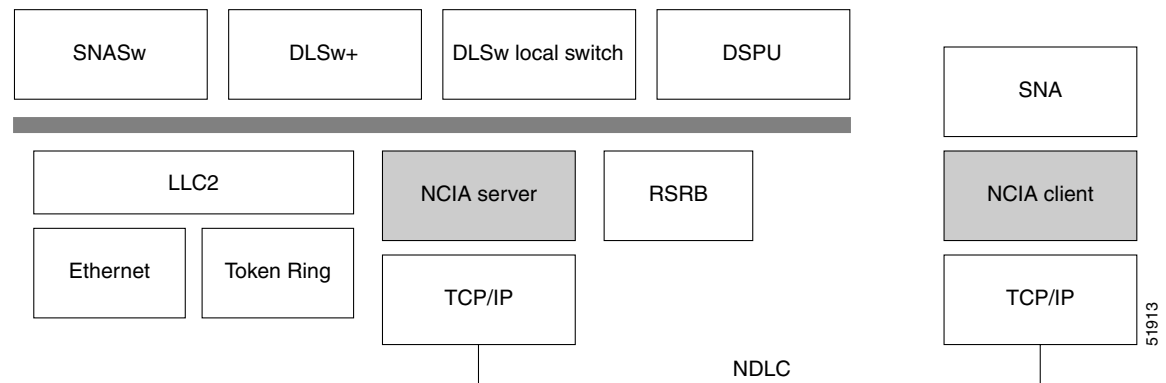 SNASw
DLSw+
DLSw local switch
DSPU
SNA
LLC2
NCIA server
RSRB
NCIA client
Ethernet
Token Ring
TCP/IP
TCP/IP
NDLC
51913